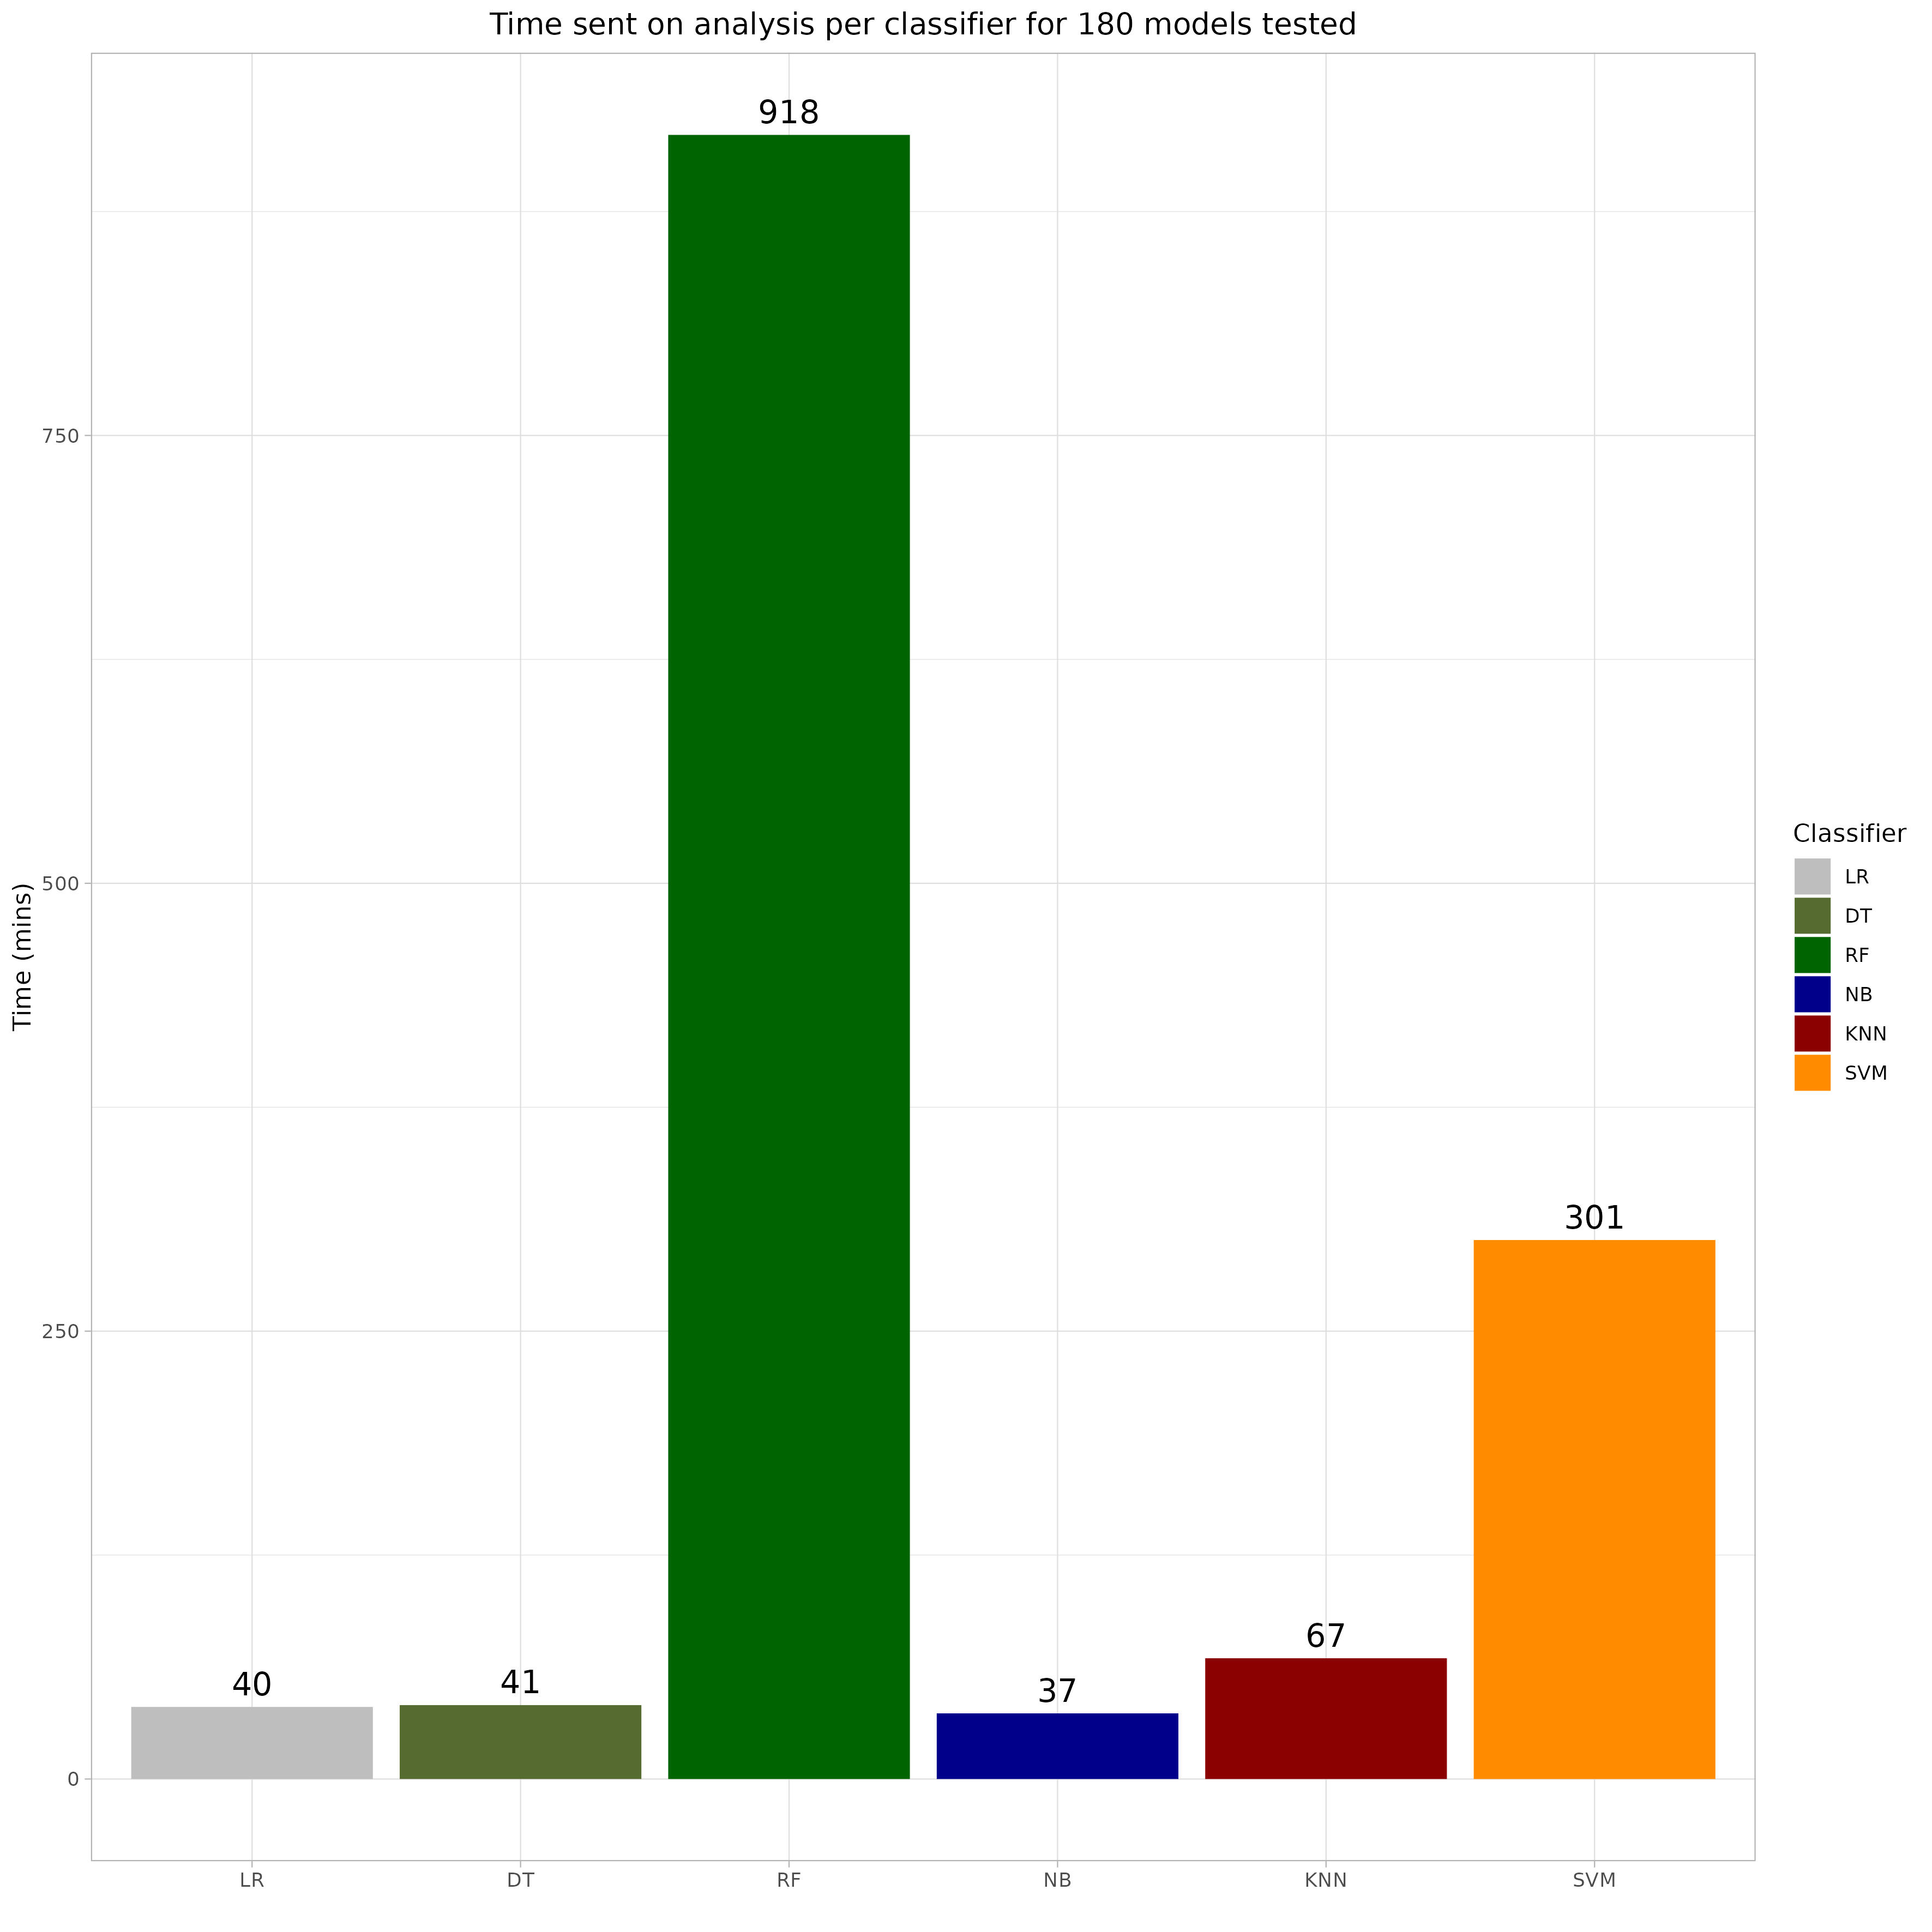 Time sent on analysis per classifier for 180 models tested
918
750
500
Time (mins)
301
250
67
40
41
37
0
LR
DT
RF
NB
KNN
SVM
Classifier
LR
DT
RF
NB
KNN
SVM